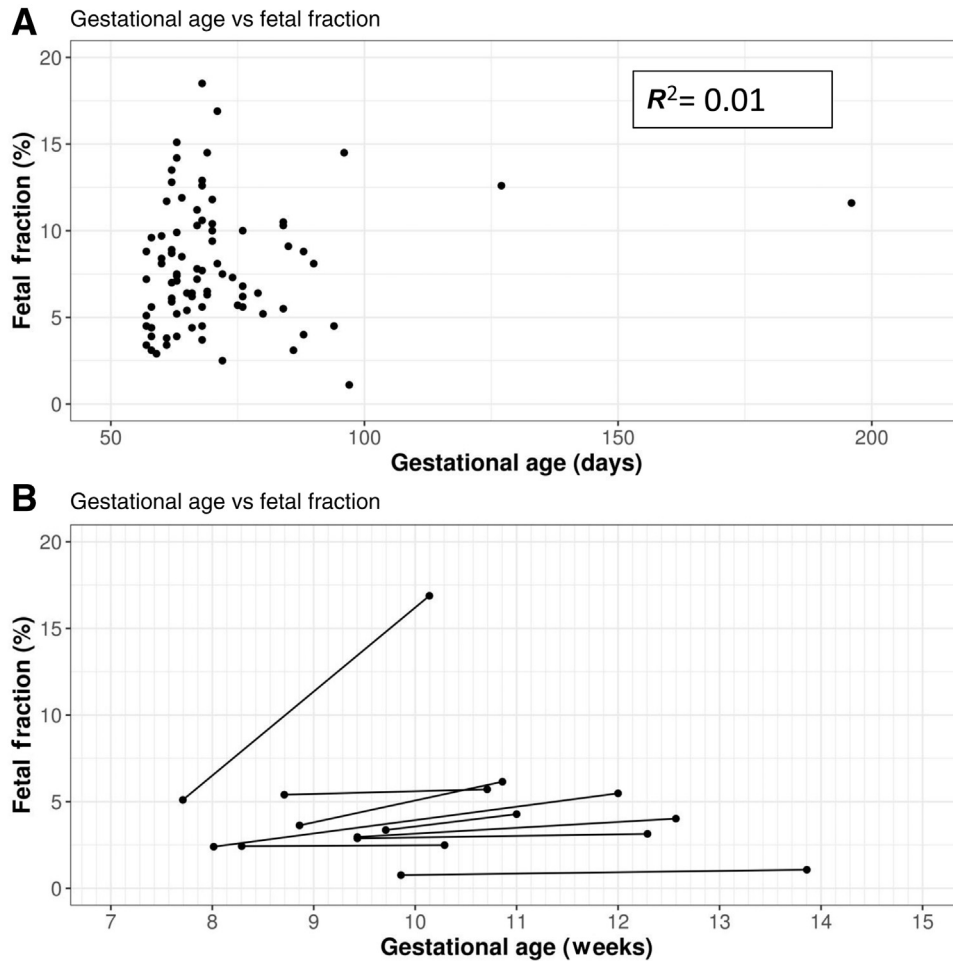 A Gestational age vs fetal fraction
R²= 0.01
Fetal fraction (%)
20
15
10
5
0
50 100 150 200
Gestational age (days)
B Gestational age vs fetal fraction
Fetal fraction (%)
20
15
10
5
0
7 8 9 10 11 12 13 14 15
Gestational age (weeks)